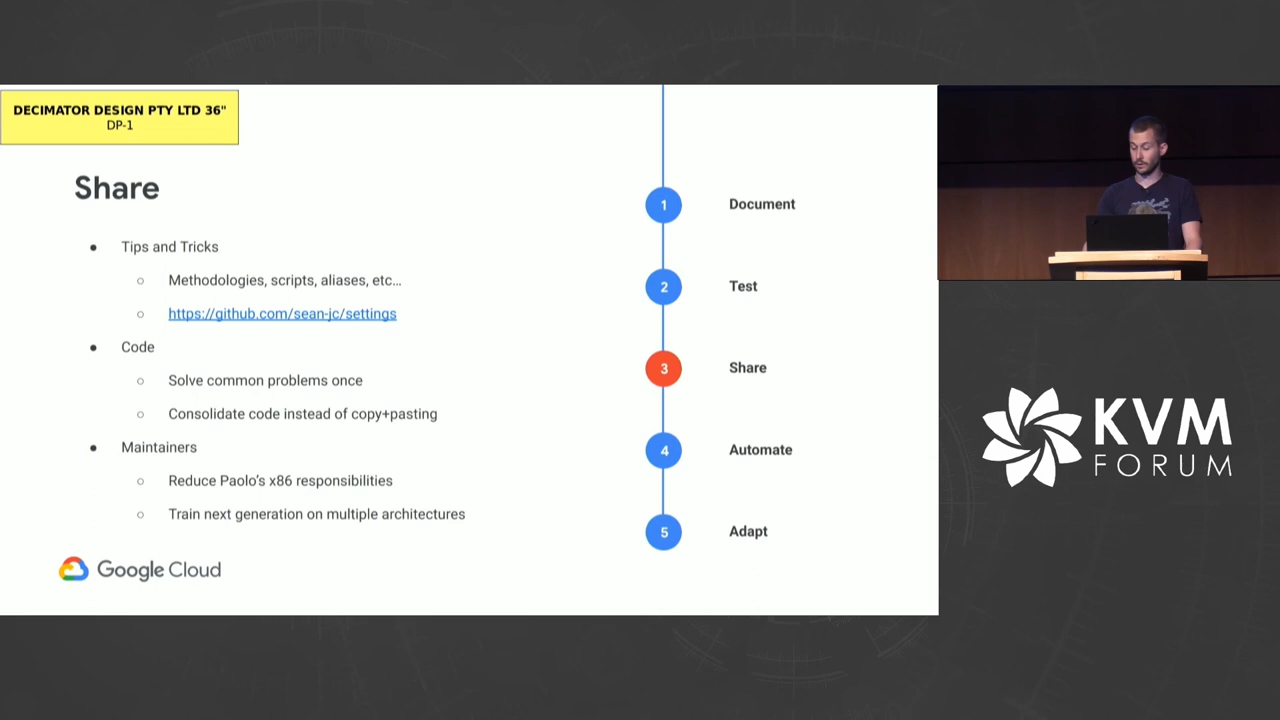 DECIMATOR DESIGN PTY LTD 36"
DP-1
Share
● Tips and Tricks
○ Methodologies, scripts, aliases, etc…
○ https://github.com/sean-jc/settings
● Code
○ Solve common problems once
○ Consolidate code instead of copy+pasting
● Maintainers
○ Reduce Paolo’s x86 responsibilities
○ Train next generation on multiple architectures
Google Cloud
1 Document
2 Test
3 Share
4 Automate
5 Adapt
KVM
FORUM